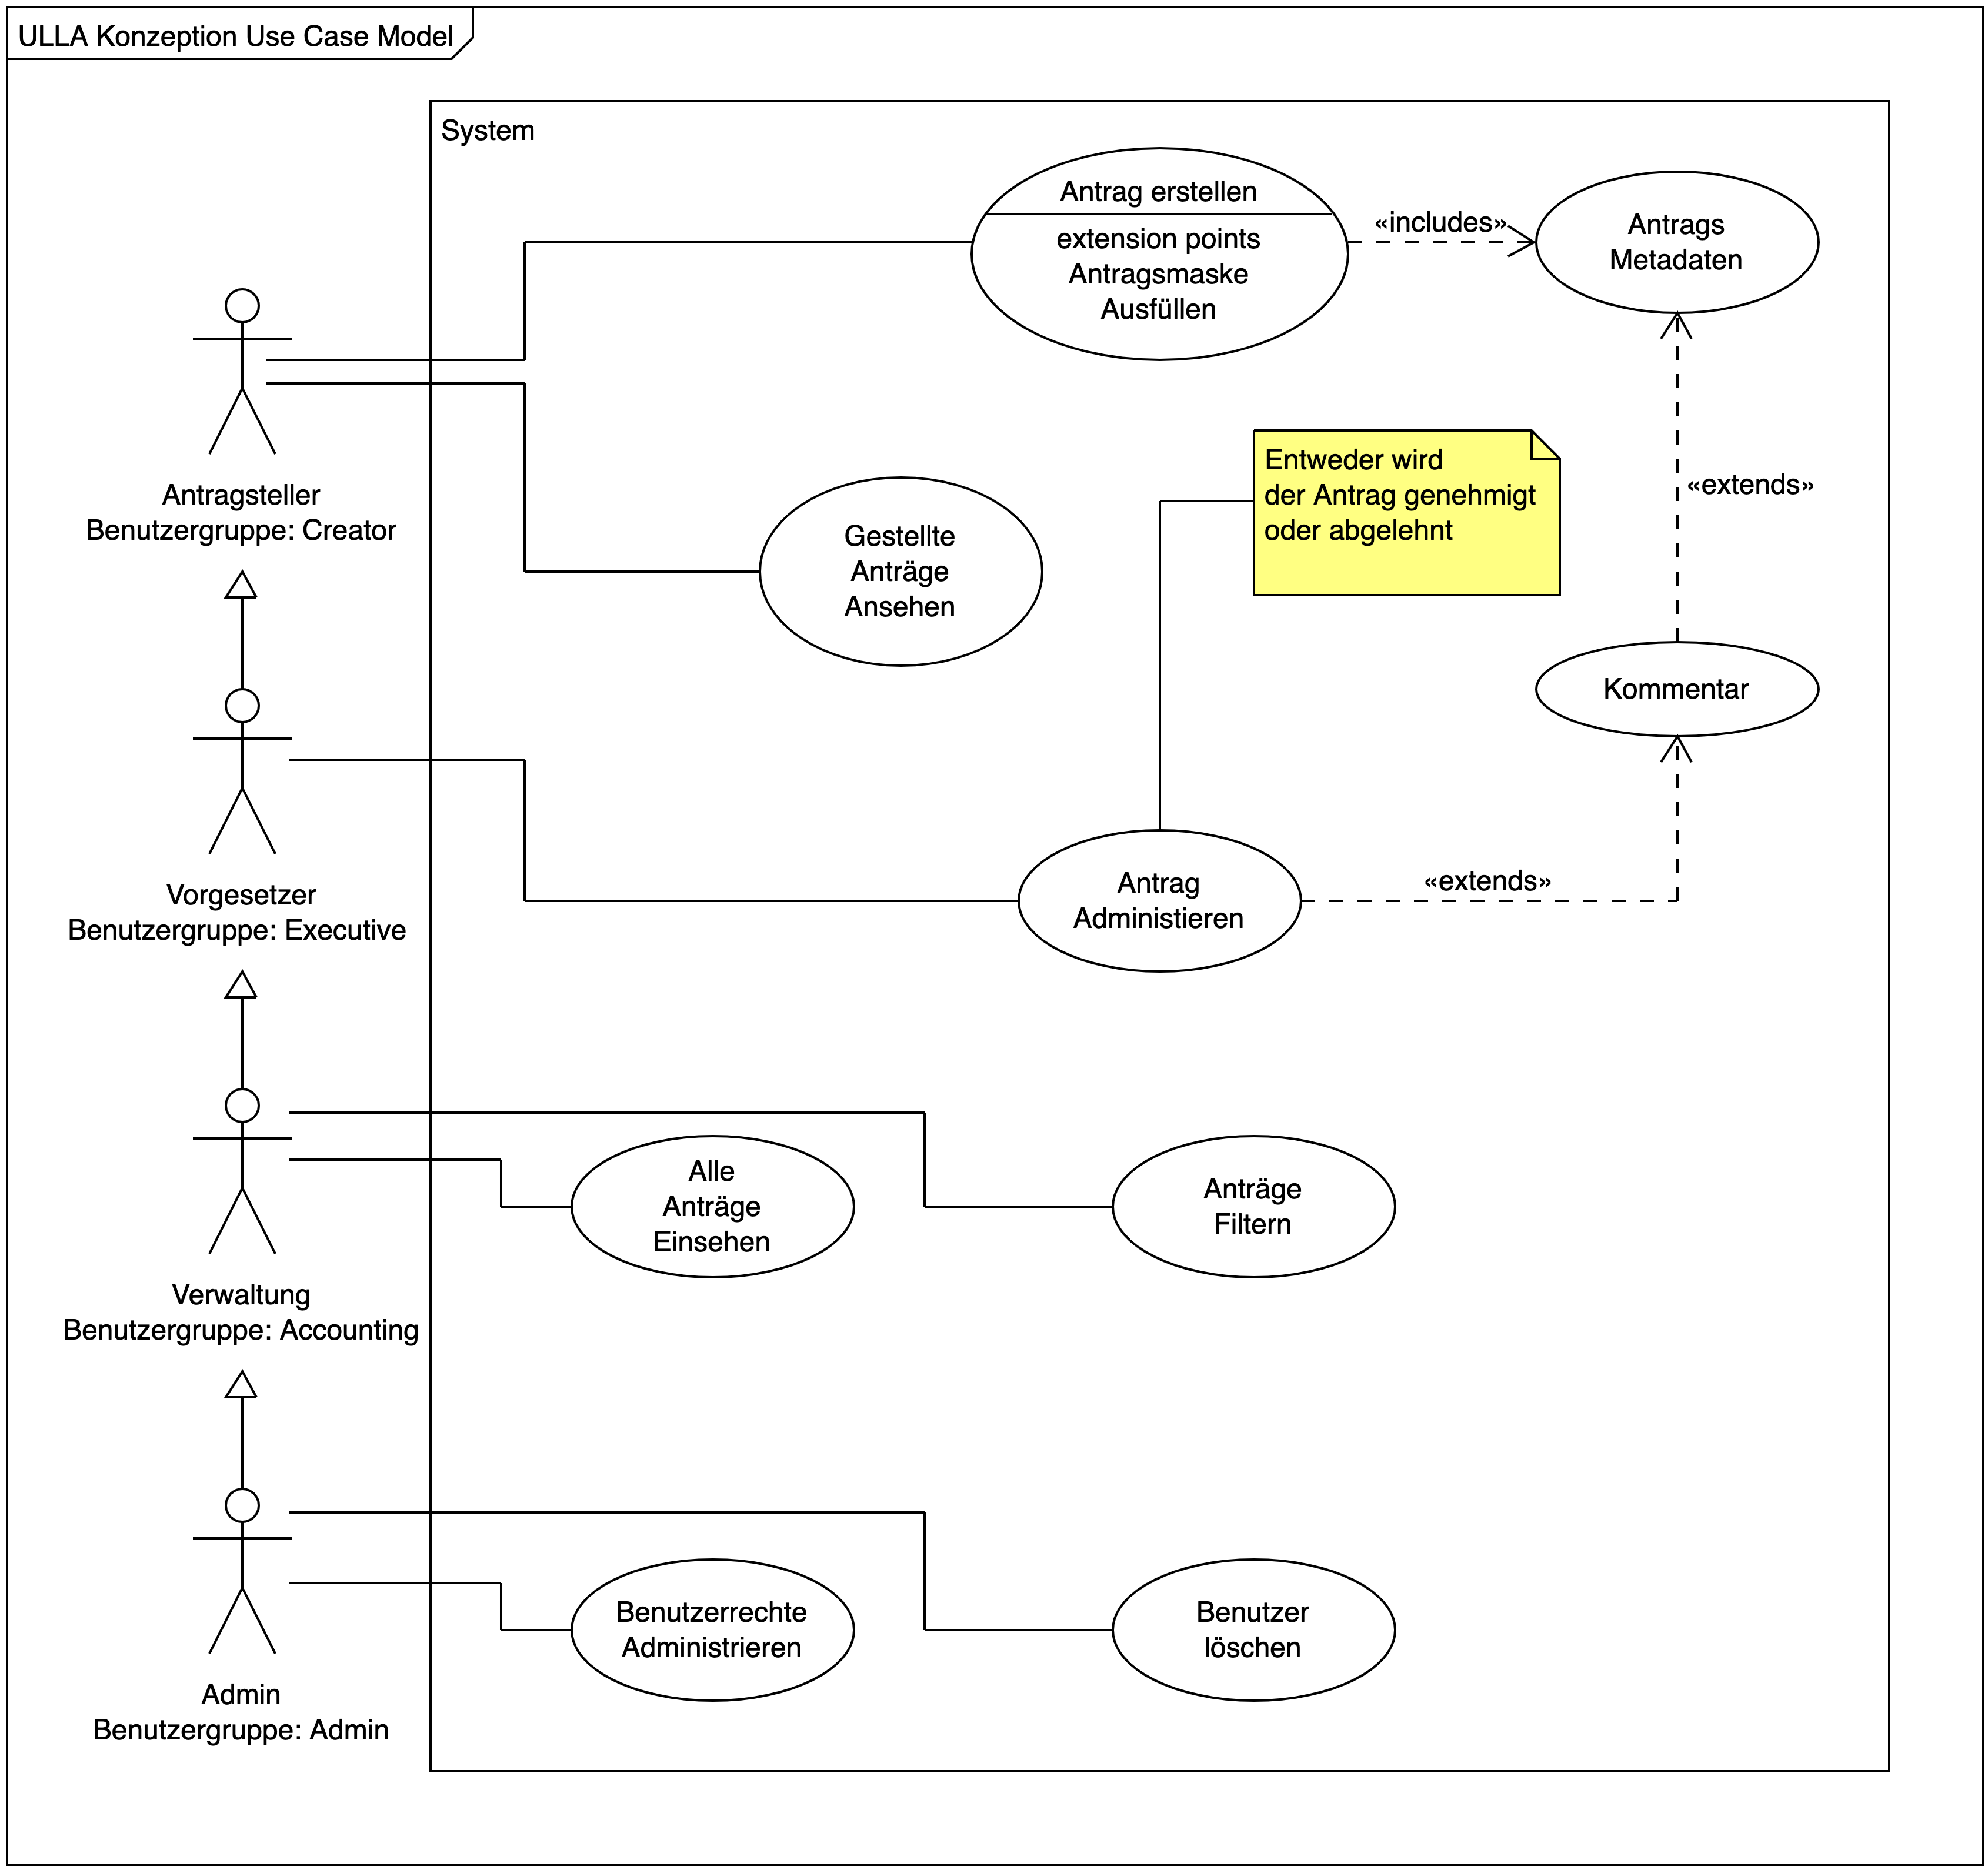 ULLA Konzeption Use Case Model
System
Antrag erstellen
extension points
Antragsmaske
Ausfüllen
«includes»
Antrags
Metadaten
Antragsteller
Benutzergruppe: Creator
Entweder wird
der Antrag genehmigt
oder abgelehnt
«extends»
Gestellte
Anträge
Ansehen
Kommentar
Vorgesetzer
Benutzergruppe: Executive
Antrag
Administieren
«extends»
Alle
Anträge
Einsehen
Anträge
Filtern
Verwaltung
Benutzergruppe: Accounting
Benutzerrechte
Administrieren
Benutzer
löschen
Admin
Benutzergruppe: Admin